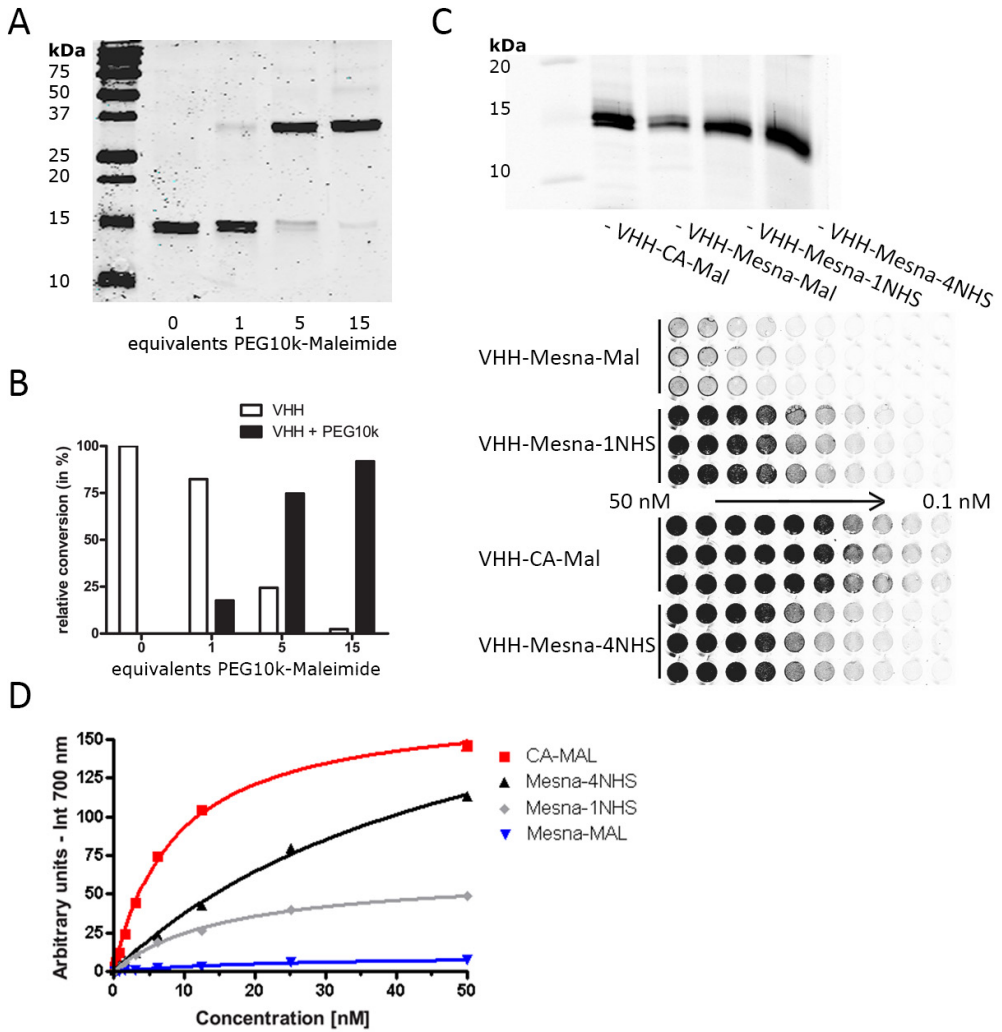 A
kDa
75
50
37
25
20
15
10
0 1 5 15
equivalents PEG10k-Maleimide
B
VHH
VHH + PEG10k
relative conversion (in %)
100
75
50
25
0
0 1 5 15
equivalents PEG10k-Maleimide
C
kDa
20
15
10
- VHH-CA-Mal
- VHH-Mesna-Mal
- VHH-Mesna-1NHS
- VHH-Mesna-4NHS
VHH-Mesna-Mal
VHH-Mesna-1NHS
50 nM 0.1 nM
VHH-CA-Mal
VHH-Mesna-4NHS
D
Arbitrary units - Int 700 nm
150
125
100
75
50
25
0
0 10 20 30 40 50
Concentration [nM]
CA-MAL
Mesna-4NHS
Mesna-1NHS
Mesna-MAL